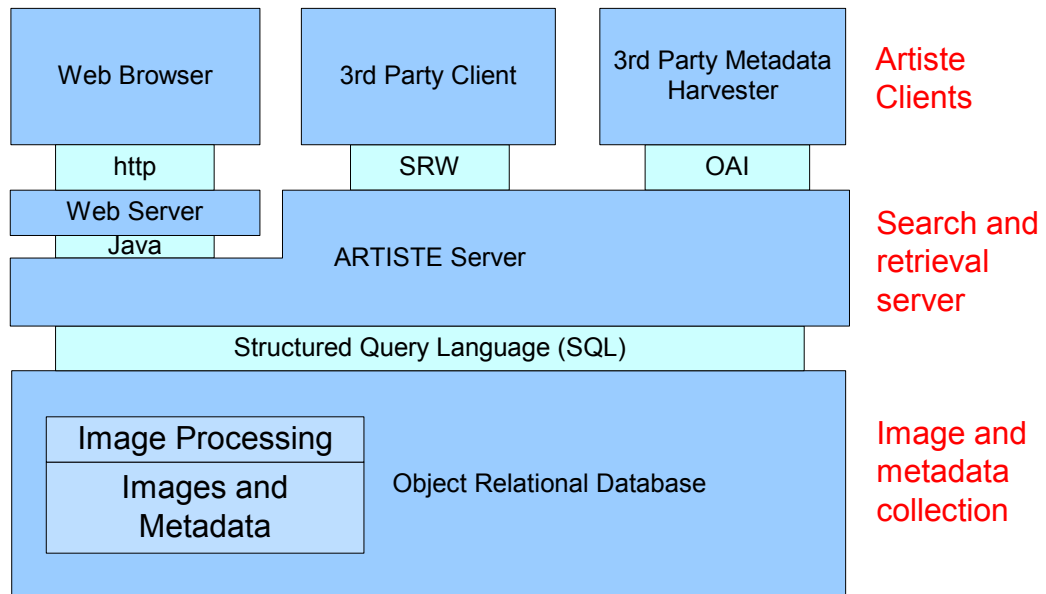 Web Browser
3rd Party Client
3rd Party Metadata
Harvester
Artiste
Clients
http
SRW
OAI
Web Server
Java
ARTISTE Server
Search and
retrieval
server
Structured Query Language (SQL)
Image Processing
Images and
Metadata
Object Relational Database
Image and
metadata
collection